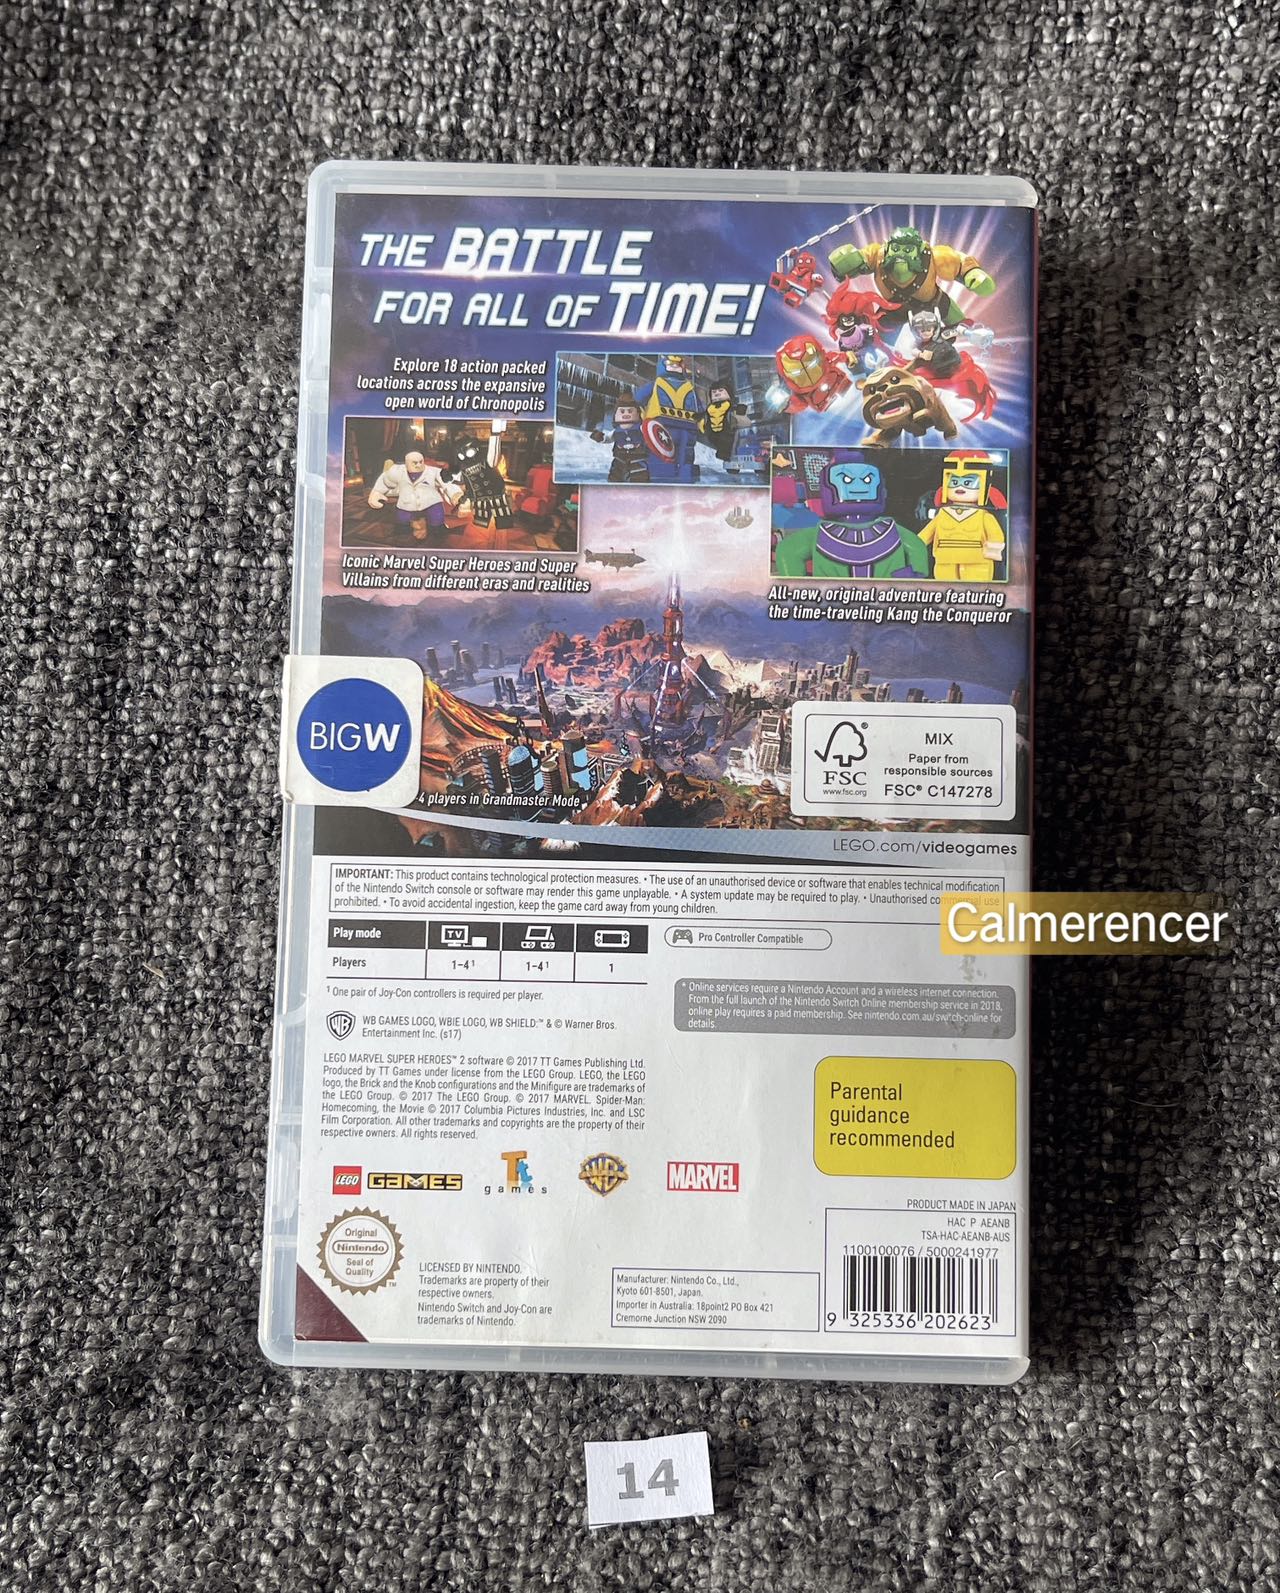 THE BATTLE
FOR ALL OF TIME!
Explore 18 action packed
locations across the expansive
open world of Chronopolis
Iconic Marvel Super Heroes and Super
Villains from different eras and realities
All-new, original adventure featuring
the time-traveling Kang the Conqueror
BIGW
-4 players in Grandmaster Mode
FSC
www.fsc.org
MIX
Paper from
responsible sources
FSC® C147278
LEGO.com/videogames
IMPORTANT: This product contains technological protection measures. • The use of an unauthorised device or software that enables technical modification
of the Nintendo Switch console or software may render this game unplayable. • A system update may be required to play. • Unauthorised commercial use
prohibited. • To avoid accidental ingestion, keep the game card away from young children.
Calmerencer
Play mode TV
Players 1-4¹ 1-4¹ 1
Pro Controller Compatible
¹ One pair of Joy-Con controllers is required per player.
* Online services require a Nintendo Account and a wireless internet connection.
From the full launch of the Nintendo Switch Online membership service in 2018,
online play requires a paid membership. See nintendo.com.au/switch-online for
details.
WB GAMES LOGO, WBIE LOGO, WB SHIELD: ™ & © Warner Bros.
Entertainment Inc. (s17)
LEGO MARVEL SUPER HEROES™ 2 software © 2017 TT Games Publishing Ltd.
Produced by TT Games under license from the LEGO Group. LEGO, the LEGO
logo, the Brick and the Knob configurations and the Minifigure are trademarks of
the LEGO Group. © 2017 The LEGO Group. © 2017 MARVEL. Spider-Man:
Homecoming, the Movie © 2017 Columbia Pictures Industries, Inc. and LSC
Film Corporation. All other trademarks and copyrights are the property of their
respective owners. All rights reserved.
Parental
guidance
recommended
LEGO GAMES
Tt
games
WB
MARVEL
PRODUCT MADE IN JAPAN
HAC P AEANB
TSA-HAC-AEANB-AUS
1100100076 / 5000241977
9 325336 202623
Original
Nintendo
Seal of
Quality
TM
LICENSED BY NINTENDO.
Trademarks are property of their
respective owners.
Nintendo Switch and Joy-Con are
trademarks of Nintendo.
Manufacturer: Nintendo Co., Ltd.,
Kyoto 601-8501, Japan.
Importer in Australia: 18point2 PO Box 421
Cremorne Junction NSW 2090
14